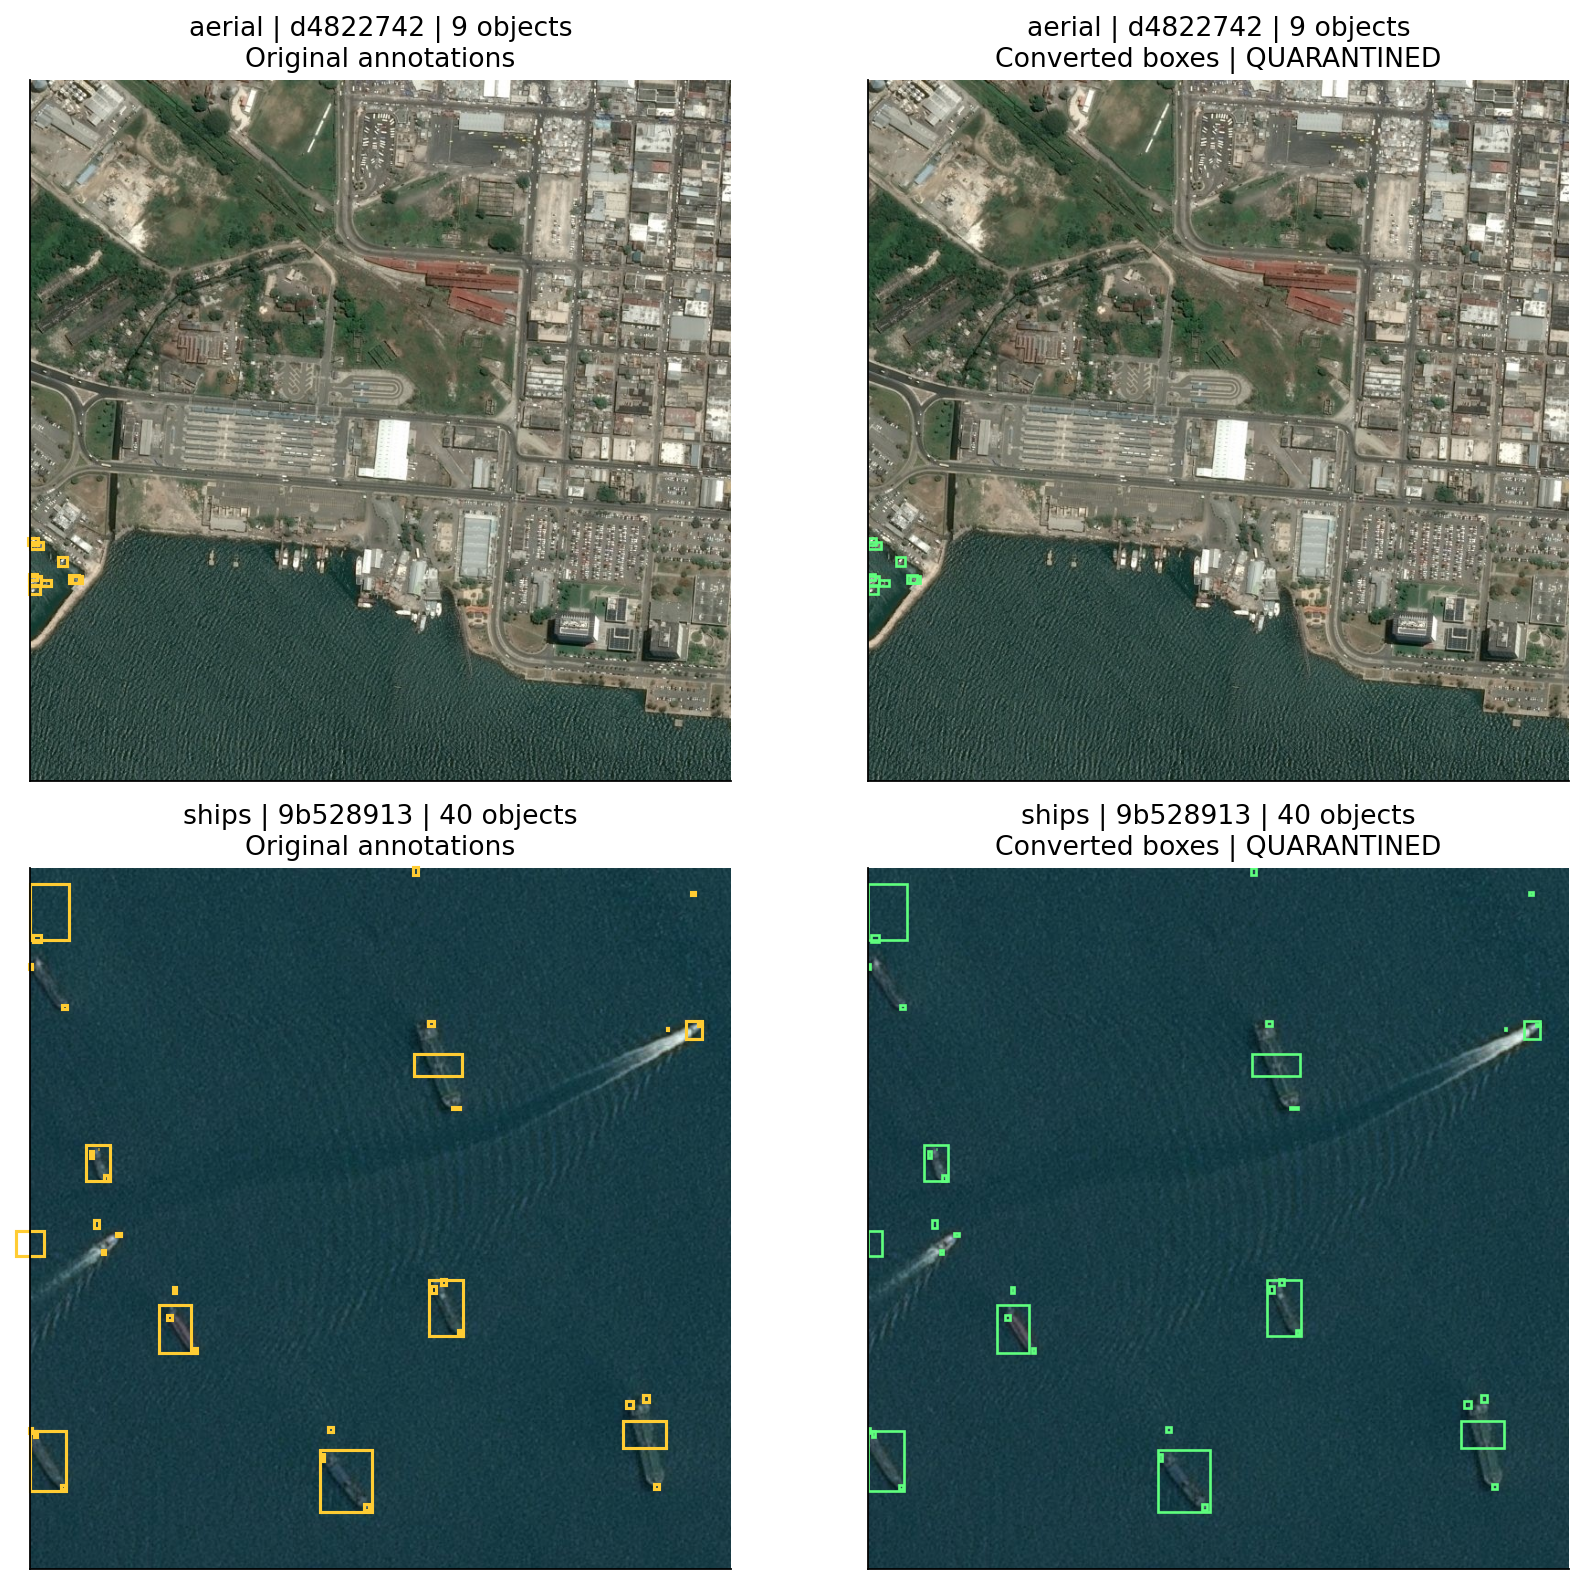 aerial | d4822742 | 9 objects
Original annotations
aerial | d4822742 | 9 objects
Converted boxes | QUARANTINED
ships | 9b528913 | 40 objects
Original annotations
ships | 9b528913 | 40 objects
Converted boxes | QUARANTINED